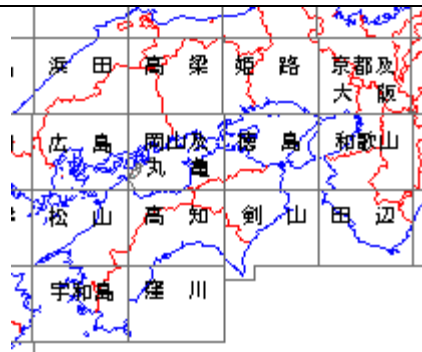 浜田
高梁
姫路
京都及
大阪
広島
岡山及
丸亀
徳島
和歌山
松山
高知
剣山
田辺
宇和島
窪川